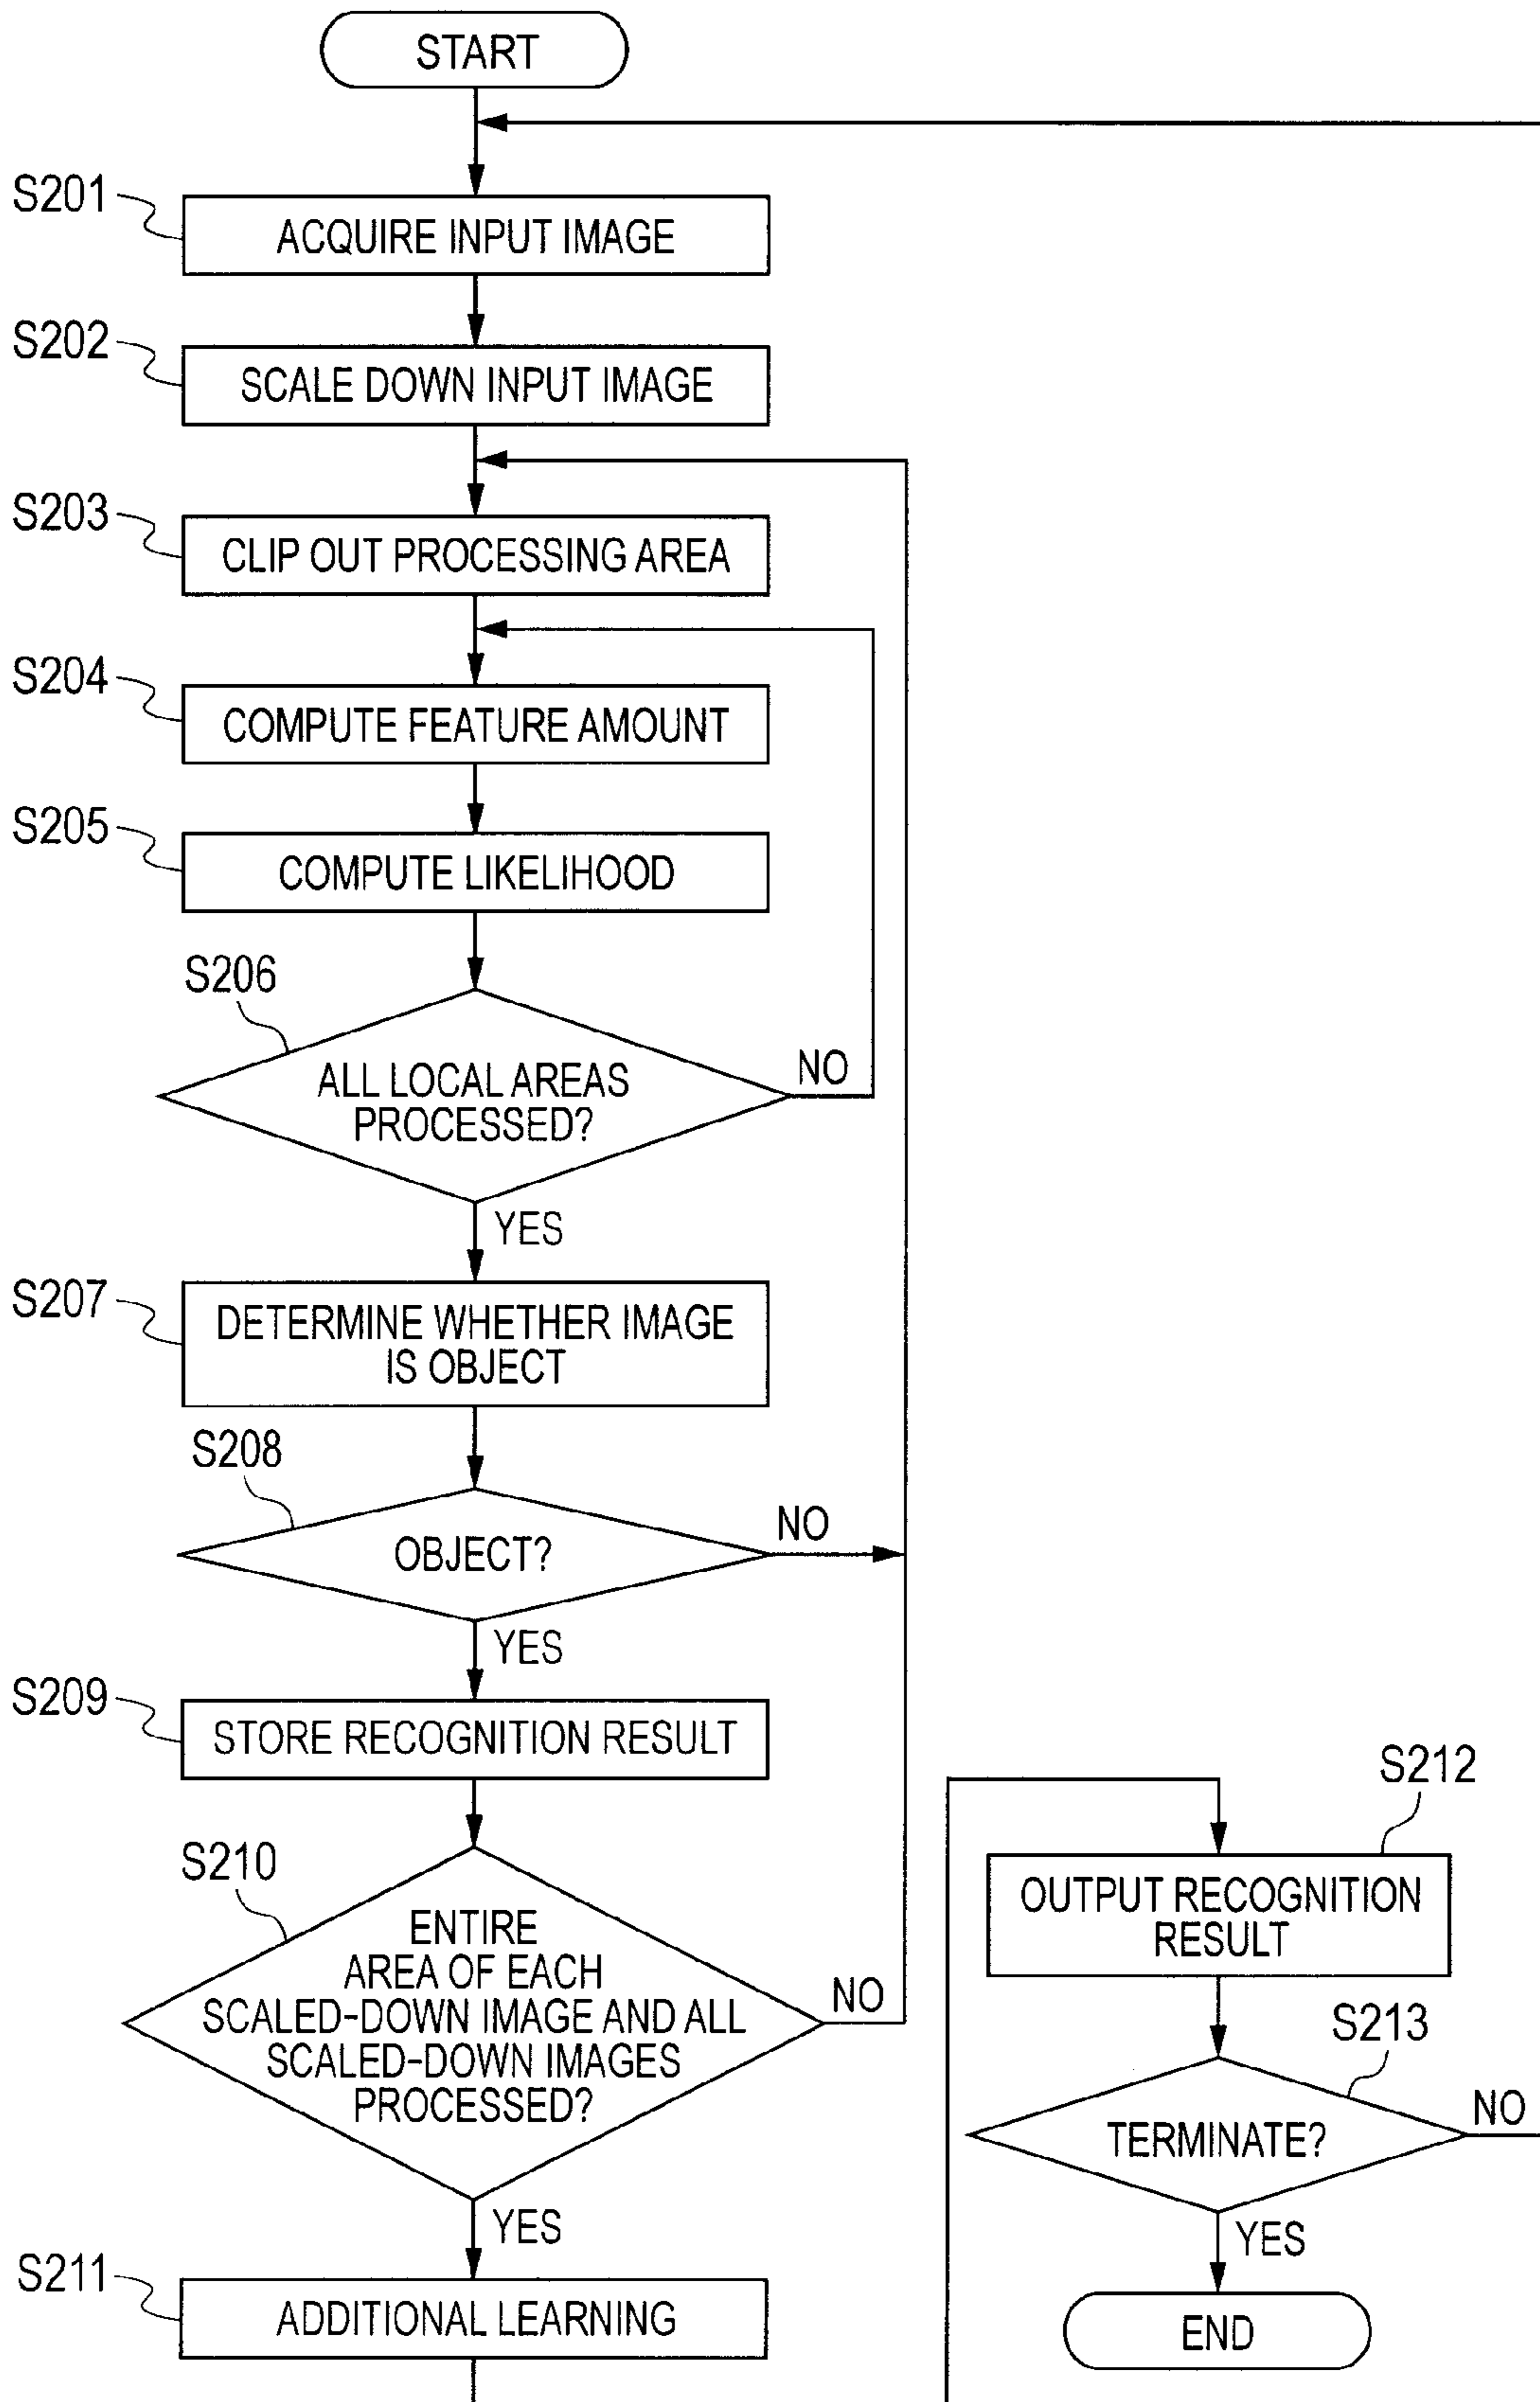 START
S201
ACQUIRE INPUT IMAGE
S202
SCALE DOWN INPUT IMAGE
S203
CLIP OUT PROCESSING AREA
S204
COMPUTE FEATURE AMOUNT
S205
COMPUTE LIKELIHOOD
S206
ALL LOCAL AREAS
PROCESSED?
NO
YES
S207
DETERMINE WHETHER IMAGE
IS OBJECT
S208
OBJECT?
NO
YES
S209
STORE RECOGNITION RESULT
S210
ENTIRE
AREA OF EACH
SCALED-DOWN IMAGE AND ALL
SCALED-DOWN IMAGES
PROCESSED?
NO
YES
S211
ADDITIONAL LEARNING
S212
OUTPUT RECOGNITION
RESULT
S213
TERMINATE?
NO
YES
END